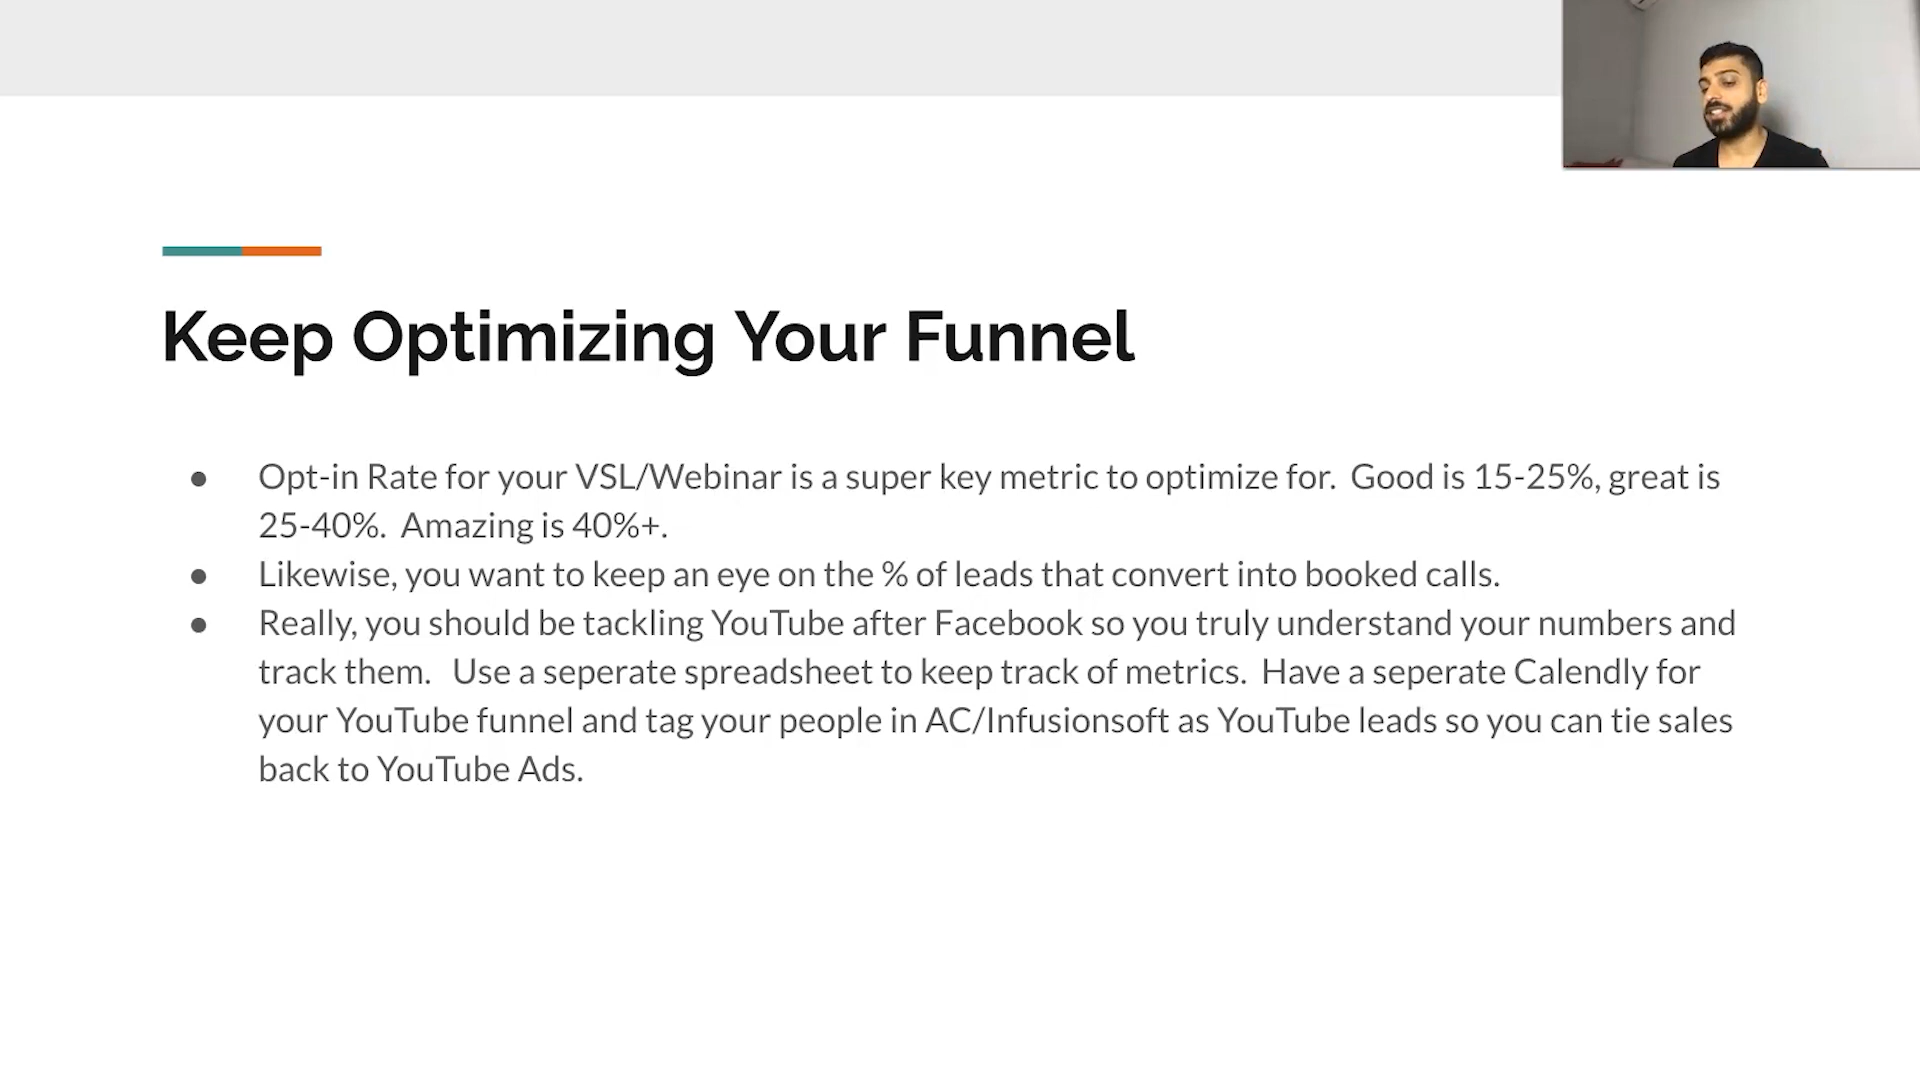 Keep Optimizing Your Funnel
● Opt-in Rate for your VSL/Webinar is a super key metric to optimize for.  Good is 15-25%, great is
25-40%.  Amazing is 40%+.
● Likewise, you want to keep an eye on the % of leads that convert into booked calls.
● Really, you should be tackling YouTube after Facebook so you truly understand your numbers and
track them.   Use a seperate spreadsheet to keep track of metrics.  Have a seperate Calendly for
your YouTube funnel and tag your people in AC/Infusionsoft as YouTube leads so you can tie sales
back to YouTube Ads.